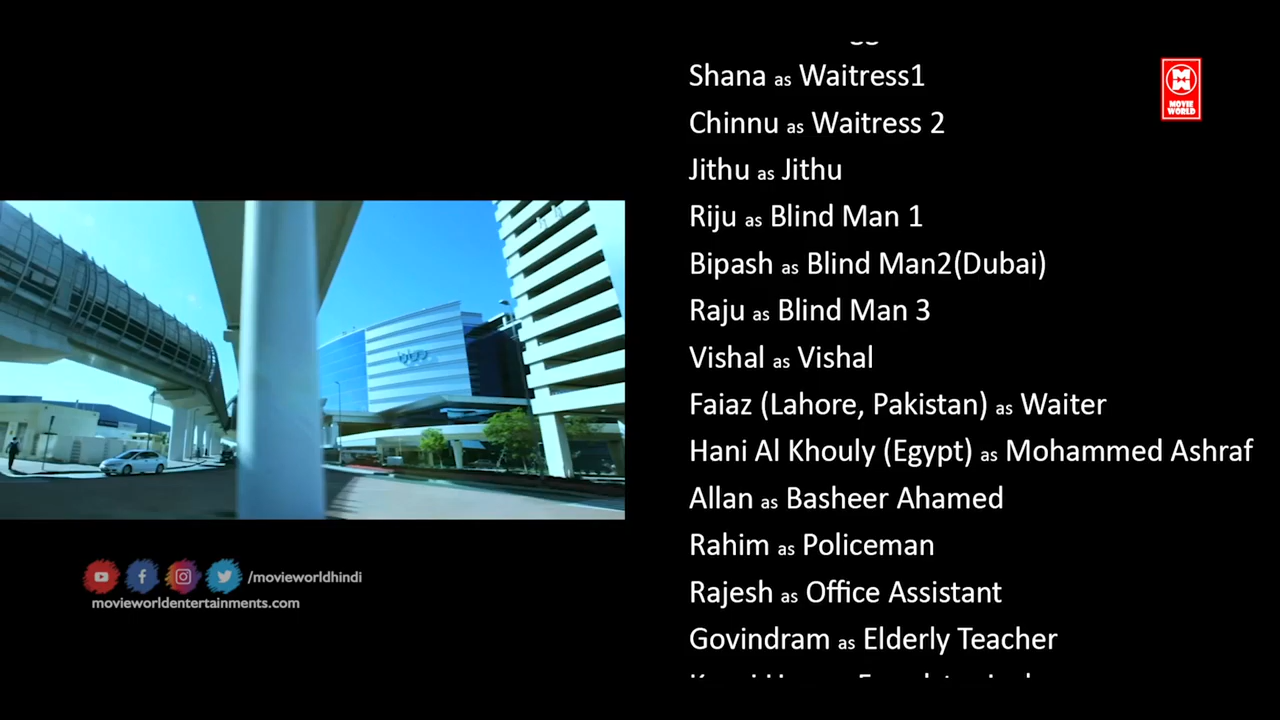 Shana as Waitress1
Chinnu as Waitress 2
Jithu as Jithu
Riju as Blind Man 1
Bipash as Blind Man2(Dubai)
Raju as Blind Man 3
Vishal as Vishal
Faiaz (Lahore, Pakistan) as Waiter
Hani Al Khouly (Egypt) as Mohammed Ashraf
Allan as Basheer Ahamed
Rahim as Policeman
Rajesh as Office Assistant
Govindram as Elderly Teacher
MOVIE
WORLD
/movieworldhindi
movieworldentertainments.com